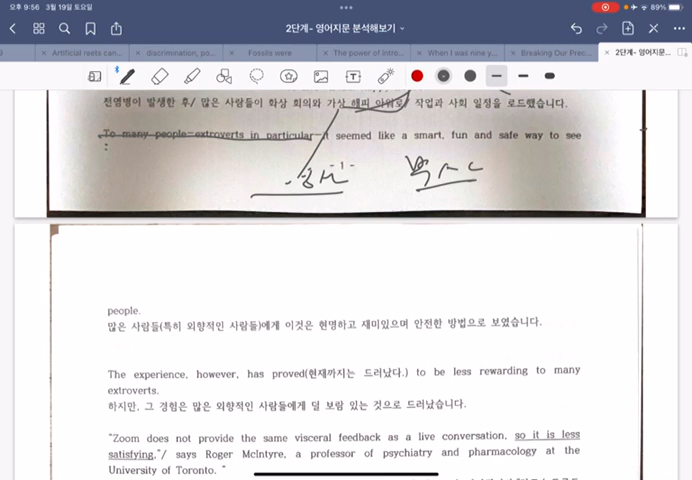 오후 9:56 3월 19일 토요일
89%
2단계- 영어지문 분석해보기
Artificial reets can...
discrimination, po...
Fossils were
The power of intro...
When I was nine y...
Breaking Our Prec...
2단계- 영어지문...
전염병이 발생한 후/ 많은 사람들이 화상 회의와 가상 해피 아워로 작업과 사회 일정을 로드했습니다.
To many people-extroverts in particular-it seemed like a smart, fun and safe way to see
- 1 -
people.
많은 사람들(특히 외향적인 사람들)에게 이것은 현명하고 재미있으며 안전한 방법으로 보였습니다.
The experience, however, has proved(현재까지는 드러났다.) to be less rewarding to many
extroverts.
하지만, 그 경험은 많은 외향적인 사람들에게 덜 보람 있는 것으로 드러났습니다.
"Zoom does not provide the same visceral feedback as a live conversation, so it is less
satisfying,"/ says Roger McIntyre, a professor of psychiatry and pharmacology at the
University of Toronto. "